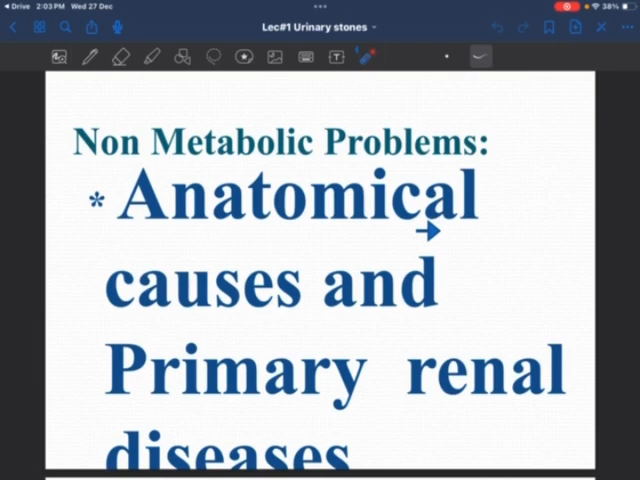 Drive 2:03 PM Wed 27 Dec 38%
Lec#1 Urinary stones
Non Metabolic Problems:
* Anatomical
causes and
Primary renal
diseases